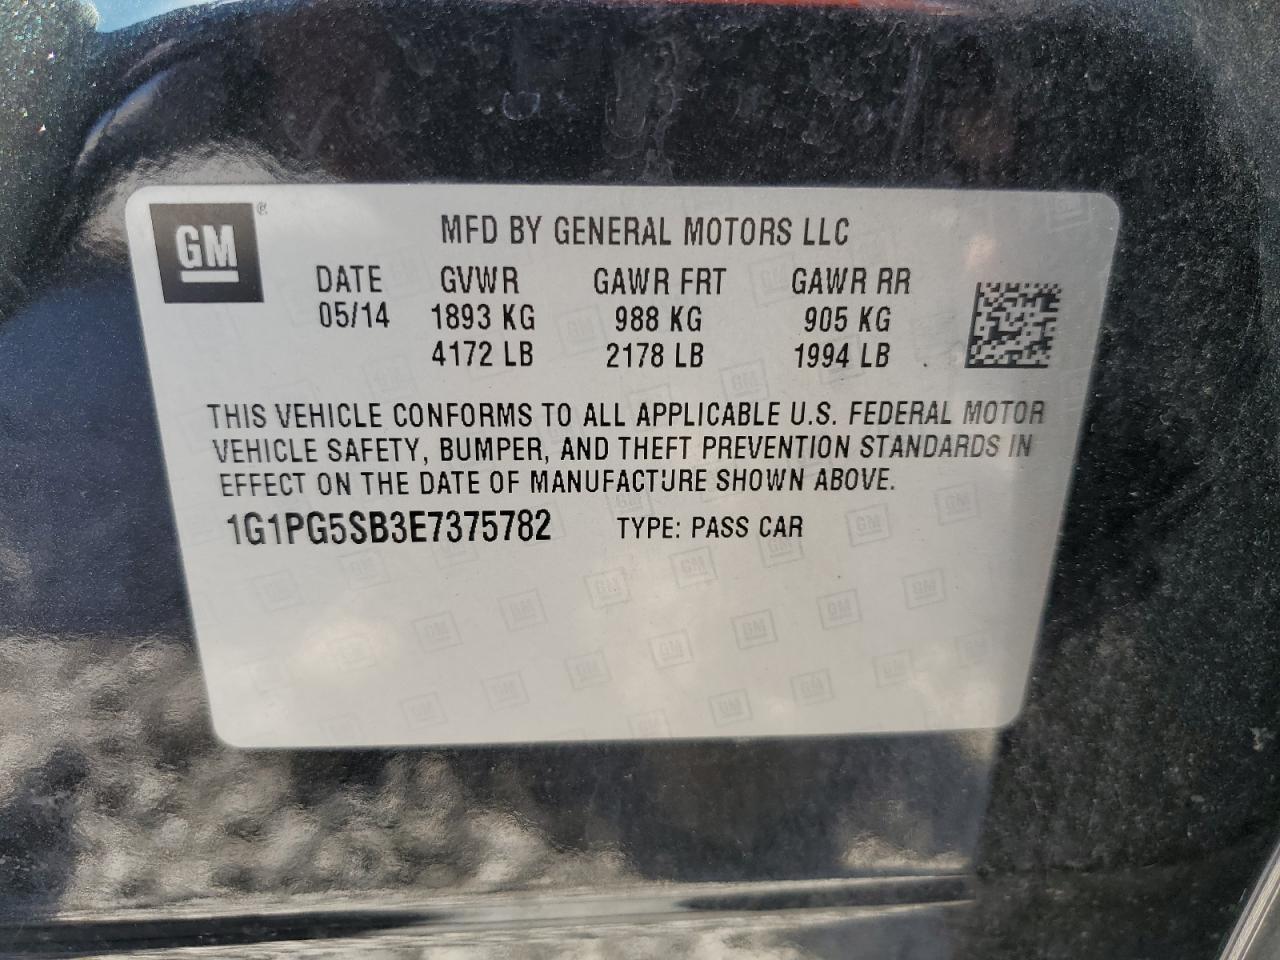 GM
MFD BY GENERAL MOTORS LLC
DATE GVWR GAWR FRT GAWR RR
05/14 1893 KG 988 KG 905 KG
4172 LB 2178 LB 1994 LB
THIS VEHICLE CONFORMS TO ALL APPLICABLE U.S. FEDERAL MOTOR
VEHICLE SAFETY, BUMPER, AND THEFT PREVENTION STANDARDS IN
EFFECT ON THE DATE OF MANUFACTURE SHOWN ABOVE.
1G1PG5SB3E7375782 TYPE: PASS CAR